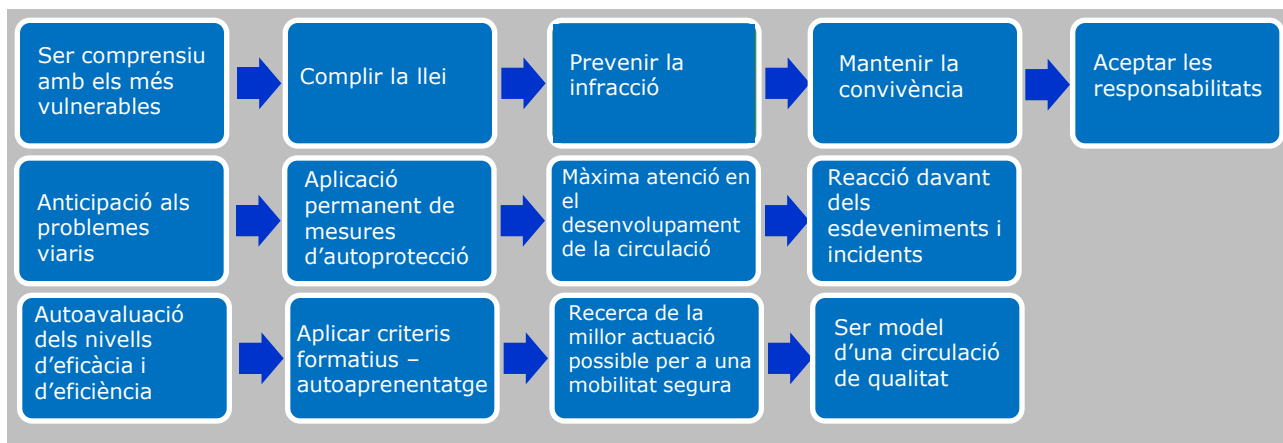 Ser comprensiu
amb els més
vulnerables
Complir la llei
Prevenir la
infracció
Mantenir la
convivència
Aceptar les
responsabilitats
Anticipació als
problemes
viaris
Aplicació
permanent de
mesures
d’autoprotecció
Màxima atenció en
el
desenvolupament
de la circulació
Reacció davant
dels
esdeveniments i
incidents
Autoavaluació
dels nivells
d’eficàcia i
d’eficiència
Aplicar criteris
formatius –
autoaprenentatge
Recerca de la
millor actuació
possible per a una
mobilitat segura
Ser model
d’una circulació
de qualitat